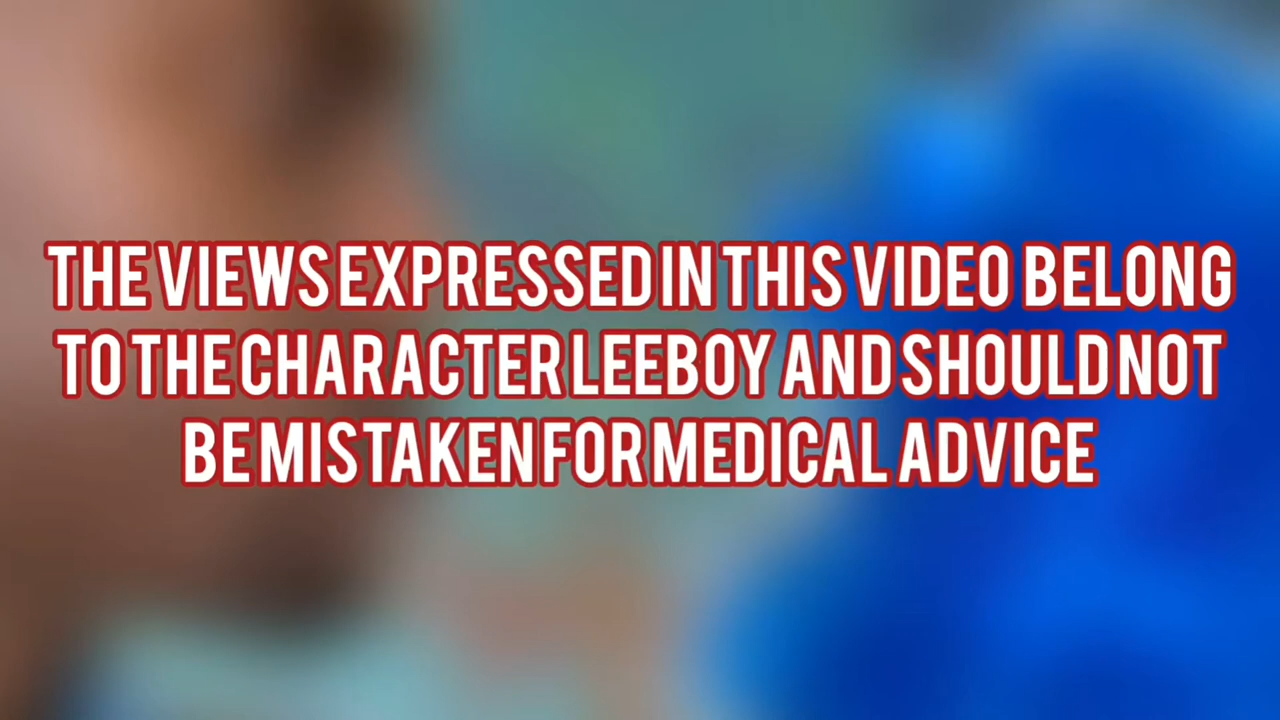 THE VIEWS EXPRESSED IN THIS VIDEO BELONG
TO THE CHARACTER LEEBOY AND SHOULD NOT
BE MISTAKEN FOR MEDICAL ADVICE